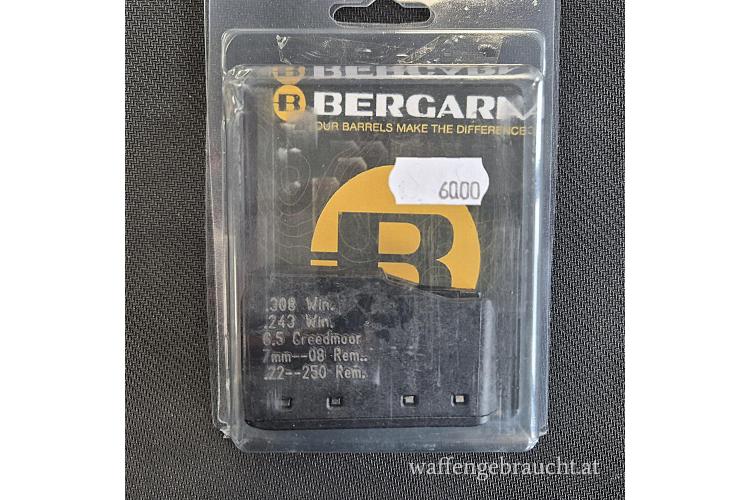 BERGARA
BERGAR
OUR BARRELS MAKE THE DIFFERENCE
60.00
B
.308 Win.
.243 Win.
6.5 Creedmoor
7mm--08 Rem.
.22--250 Rem.
waffengebraucht.at